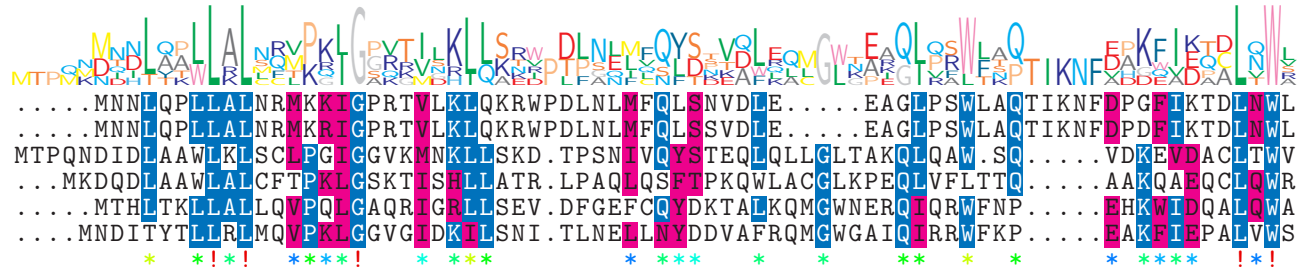 .....MNNLQPLLALNRMKKIGPRTVLKLQKRWPDLNLMFQLSNVDLE.....EAGLPSWLAQTIKNFDPGFIKTDLNWL
.....MNNLQPLLALNRMKRIGPRTVLKLQKRWPDLNLMFQLSSVDLE.....EAGLPSWLAQTIKNFDPDFIKTDLNWL
MTPQNDIDLAAWLKLSCLPGIGGVKMNKLLSKD.TPSNIVQYSTEQLQLLGLTAKQLQAW.SQ.....VDKEVDACLTWV
...MKDQDLAAWLALCFTPKLGSKTISHLLATR.LPAQLQSFTPKQWLACGLKPEQLVFLTTQ.....AAKQAEQCLQWR
.....MTHLTKLLALLQVPQLGAQRIGRLLSEV.DFGEFCQYDKTALKQMGWNERQIQRWFNP.....EHKWIDQALQWA
....MNDITYTLLRLMQVPKLGGVGIDKILSNI.TLNELLNYDDVAFRQMGWGAIQIRRWFKP.....EAKFIEPALVWS
* *!*! ****! * *** * *** * * ** * * * *** !*!